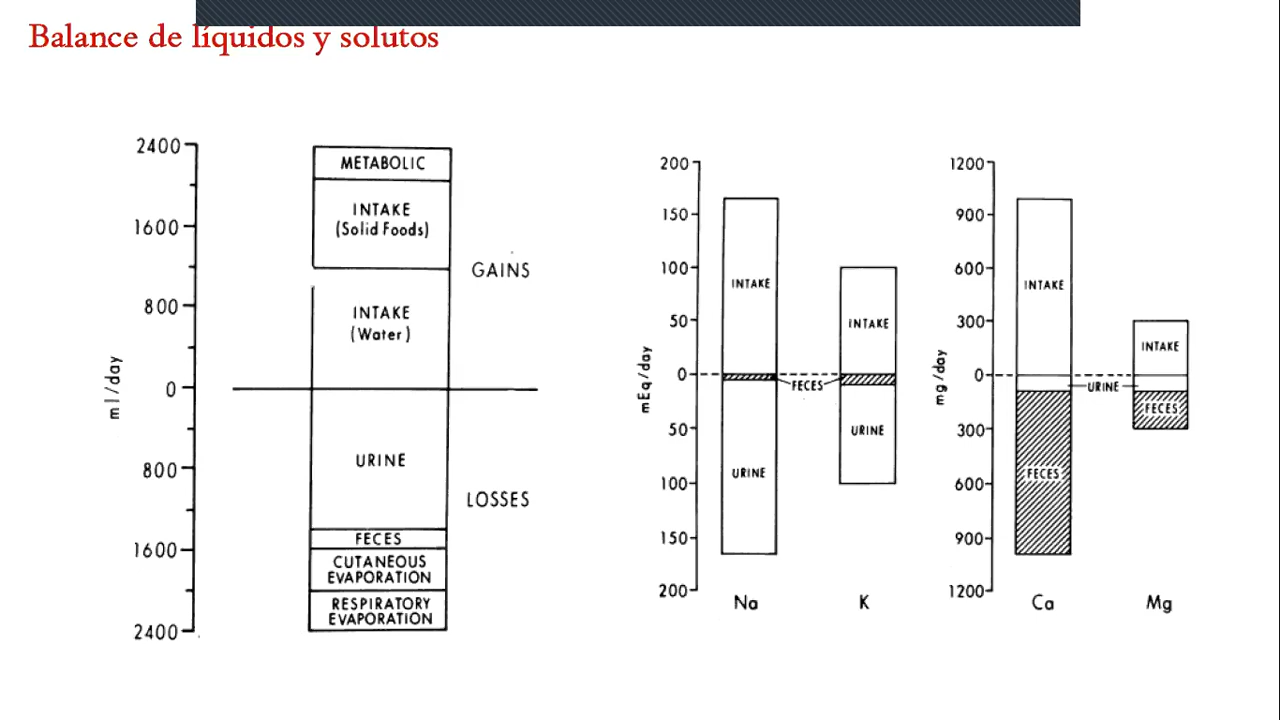 Balance de líquidos y solutos
2400
1600
800
0
800
1600
2400
ml/day
METABOLIC
INTAKE
(Solid Foods)
INTAKE
(Water)
URINE
FECES
CUTANEOUS
EVAPORATION
RESPIRATORY
EVAPORATION
GAINS
LOSSES
200
150
100
50
0
50
100
150
200
mEq/day
INTAKE
URINE
Na
FECES
INTAKE
URINE
K
1200
900
600
300
0
300
600
900
1200
mg/day
INTAKE
FECES
Ca
URINE
INTAKE
FECES
Mg